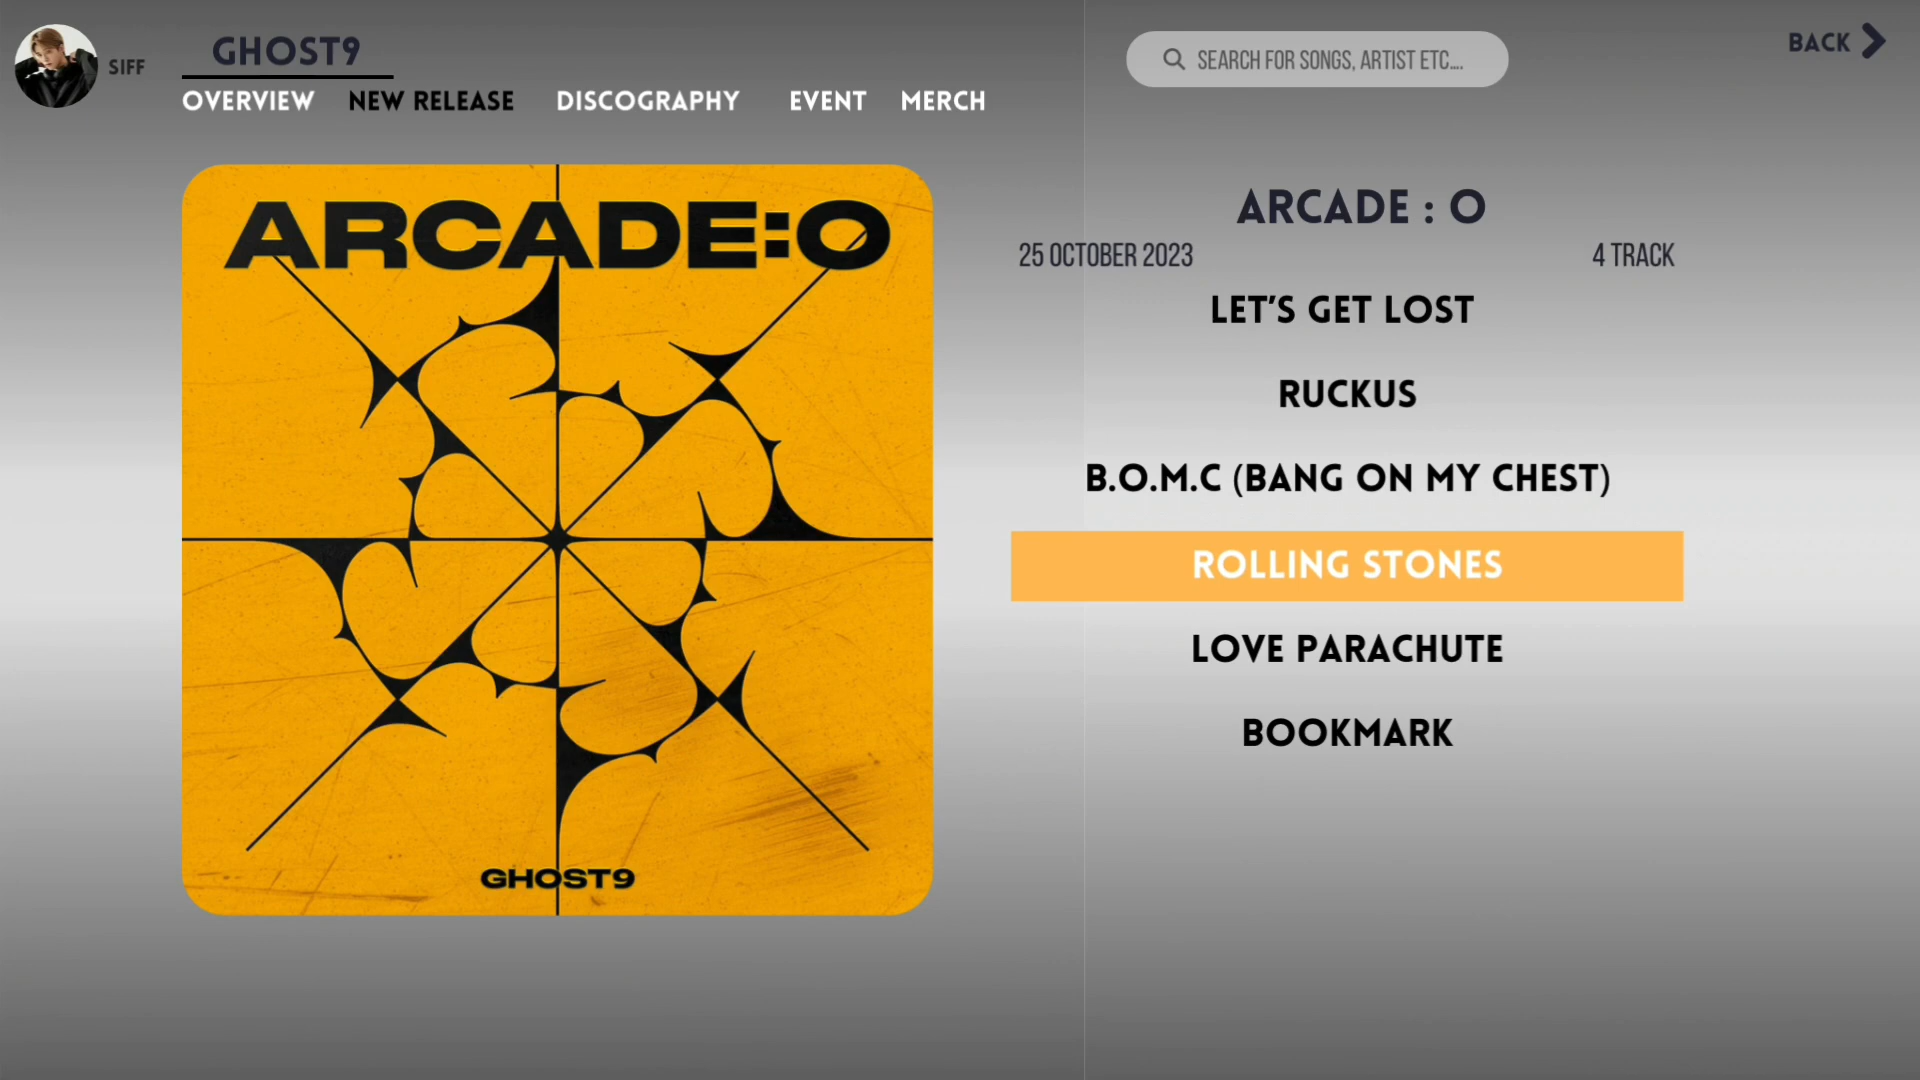 SIFF
GHOST9
SEARCH FOR SONGS, ARTIST ETC....
BACK
OVERVIEW NEW RELEASE DISCOGRAPHY EVENT MERCH
ARCADE:O
GHOST9
ARCADE : O
25 OCTOBER 2023 4 TRACK
LET'S GET LOST
RUCKUS
B.O.M.C (BANG ON MY CHEST)
ROLLING STONES
LOVE PARACHUTE
BOOKMARK